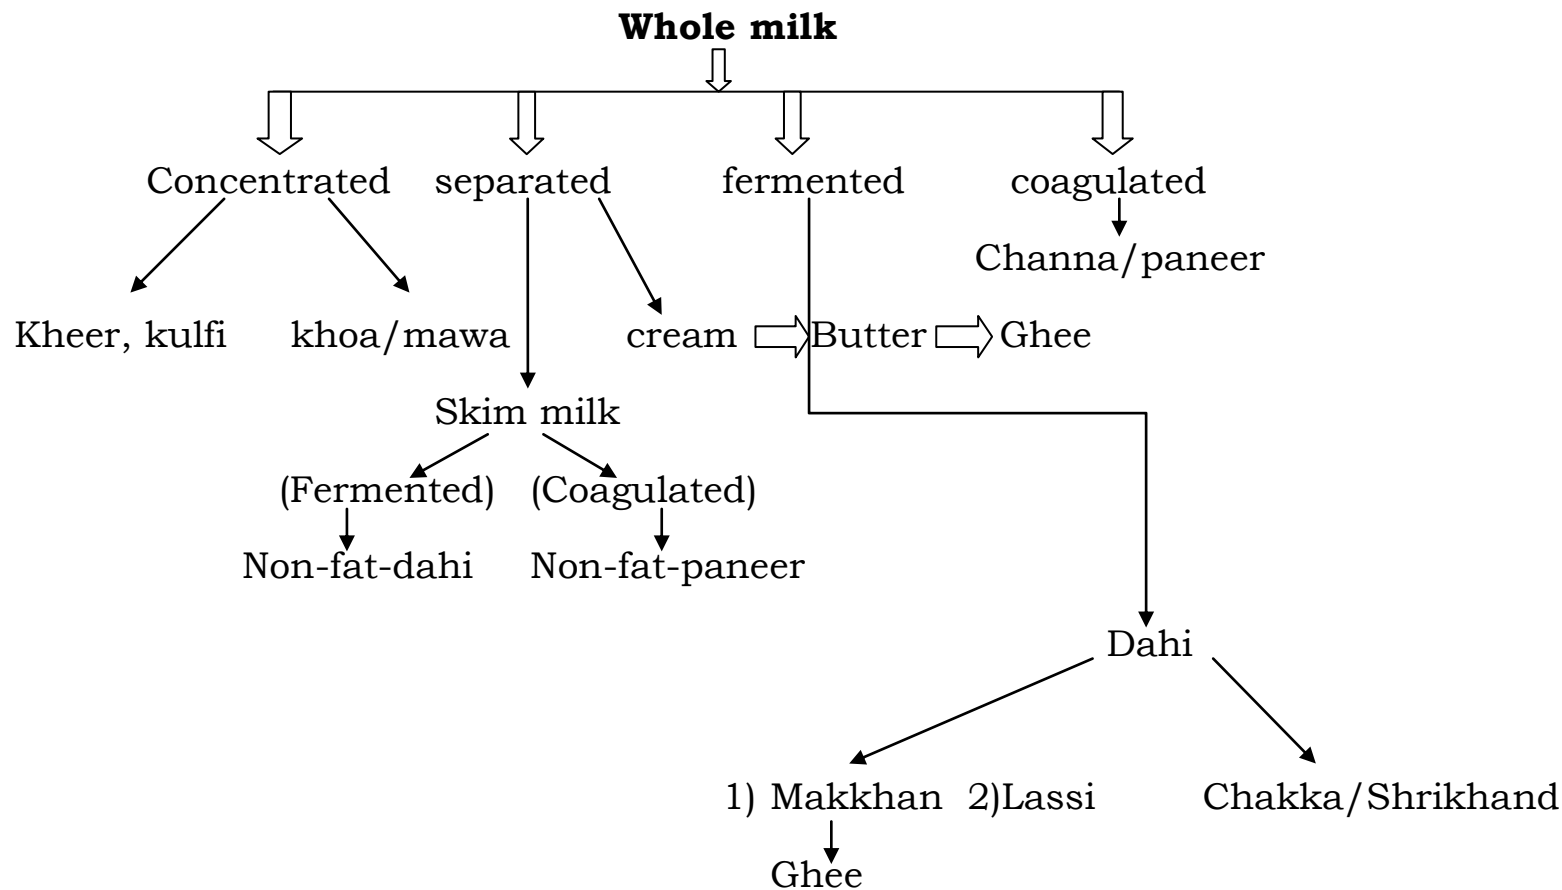 Whole milk
Concentrated separated fermented coagulated
Channa/paneer
Kheer, kulfi khoa/mawa cream Butter Ghee
Skim milk
(Fermented) (Coagulated)
Non-fat-dahi Non-fat-paneer
Dahi
1) Makkhan 2)Lassi Chakka/Shrikhand
Ghee